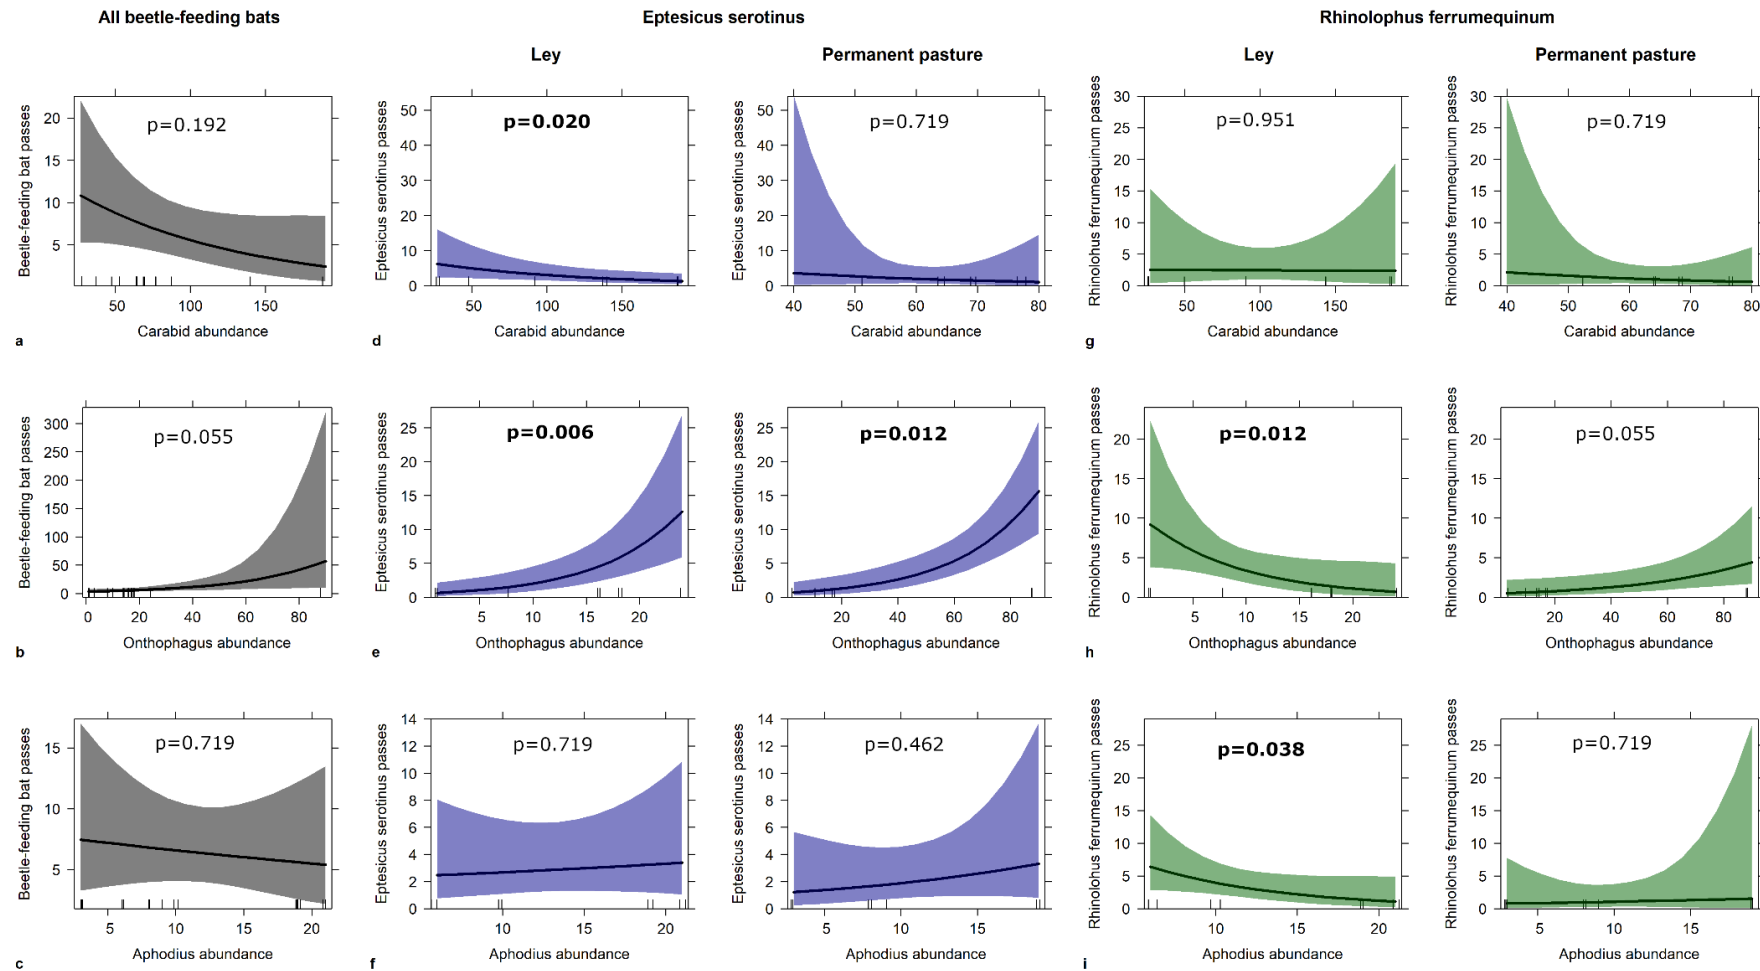 All beetle-feeding bats
Eptesicus serotinus
Rhinolophus ferrumequinum
Ley
Permanent pasture
Ley
Permanent pasture
Beetle-feeding bat passes
20
15
10
5
p=0.192
50
100
150
Carabid abundance
a
Eptesicus serotinus passes
50
40
30
20
10
0
p=0.020
50
100
150
Carabid abundance
d
Eptesicus serotinus passes
50
40
30
20
10
0
p=0.719
40
50
60
70
80
Carabid abundance
Rhinolohus ferrumequinum passes
30
25
20
15
10
5
0
p=0.951
50
100
150
Carabid abundance
g
Rhinolohus ferrumequinum passes
30
25
20
15
10
5
0
p=0.719
40
50
60
70
80
Carabid abundance
Beetle-feeding bat passes
300
250
200
150
100
50
0
p=0.055
0
20
40
60
80
Onthophagus abundance
b
Eptesicus serotinus passes
25
20
15
10
5
0
p=0.006
5
10
15
20
Onthophagus abundance
e
Eptesicus serotinus passes
25
20
15
10
5
0
p=0.012
20
40
60
80
Onthophagus abundance
Rhinolohus ferrumequinum passes
20
15
10
5
0
p=0.012
5
10
15
20
Onthophagus abundance
h
Rhinolohus ferrumequinum passes
20
15
10
5
0
p=0.055
20
40
60
80
Onthophagus abundance
Beetle-feeding bat passes
15
10
5
p=0.719
5
10
15
20
Aphodius abundance
c
Eptesicus serotinus passes
14
12
10
8
6
4
2
0
p=0.719
10
15
20
Aphodius abundance
f
Eptesicus serotinus passes
14
12
10
8
6
4
2
0
p=0.462
5
10
15
Aphodius abundance
Rhinolohus ferrumequinum passes
25
20
15
10
5
0
p=0.038
10
15
20
Aphodius abundance
i
Rhinolohus ferrumequinum passes
25
20
15
10
5
0
p=0.719
5
10
15
Aphodius abundance